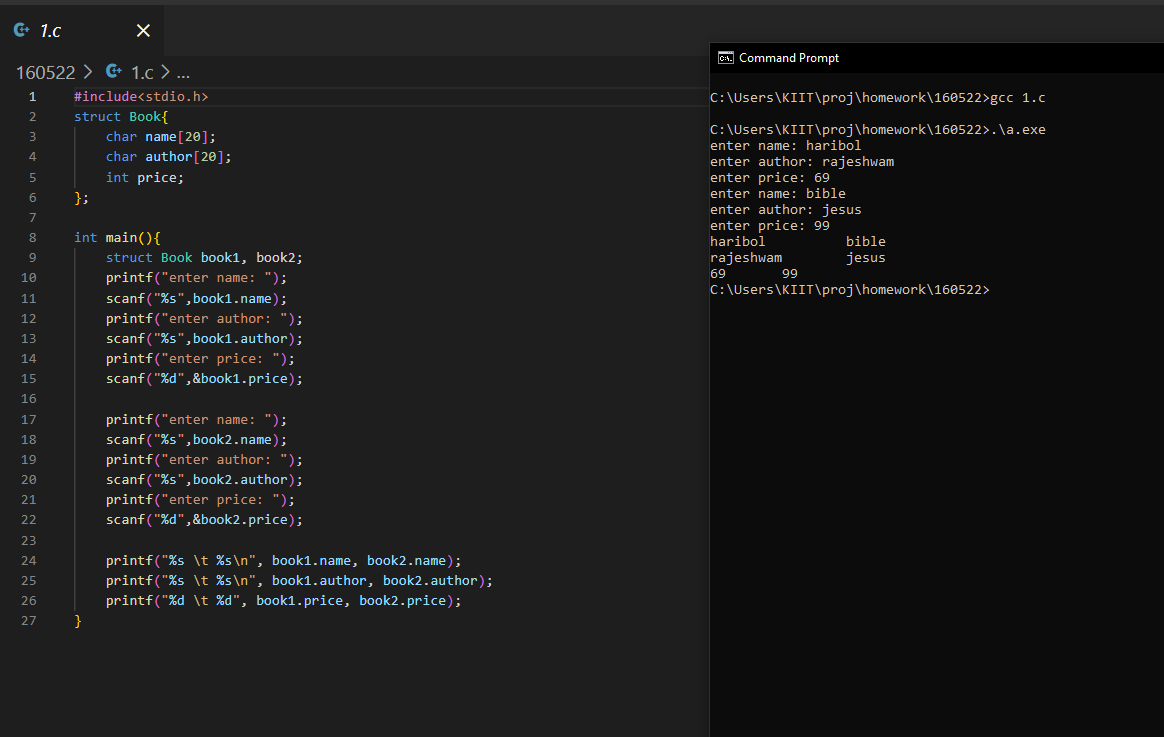 1.c
160522 > 1.c > ...
1 #include<stdio.h>
2 struct Book{
3     char name[20];
4     char author[20];
5     int price;
6 };
7
8 int main(){
9     struct Book book1, book2;
10     printf("enter name: ");
11     scanf("%s",book1.name);
12     printf("enter author: ");
13     scanf("%s",book1.author);
14     printf("enter price: ");
15     scanf("%d",&book1.price);
16
17     printf("enter name: ");
18     scanf("%s",book2.name);
19     printf("enter author: ");
20     scanf("%s",book2.author);
21     printf("enter price: ");
22     scanf("%d",&book2.price);
23
24     printf("%s \t %s\n", book1.name, book2.name);
25     printf("%s \t %s\n", book1.author, book2.author);
26     printf("%d \t %d", book1.price, book2.price);
27 }
Command Prompt
C:\Users\KIIT\proj\homework\160522>gcc 1.c
C:\Users\KIIT\proj\homework\160522>.\a.exe
enter name: haribol
enter author: rajeshwam
enter price: 69
enter name: bible
enter author: jesus
enter price: 99
haribol          bible
rajeshwam        jesus
69       99
C:\Users\KIIT\proj\homework\160522>